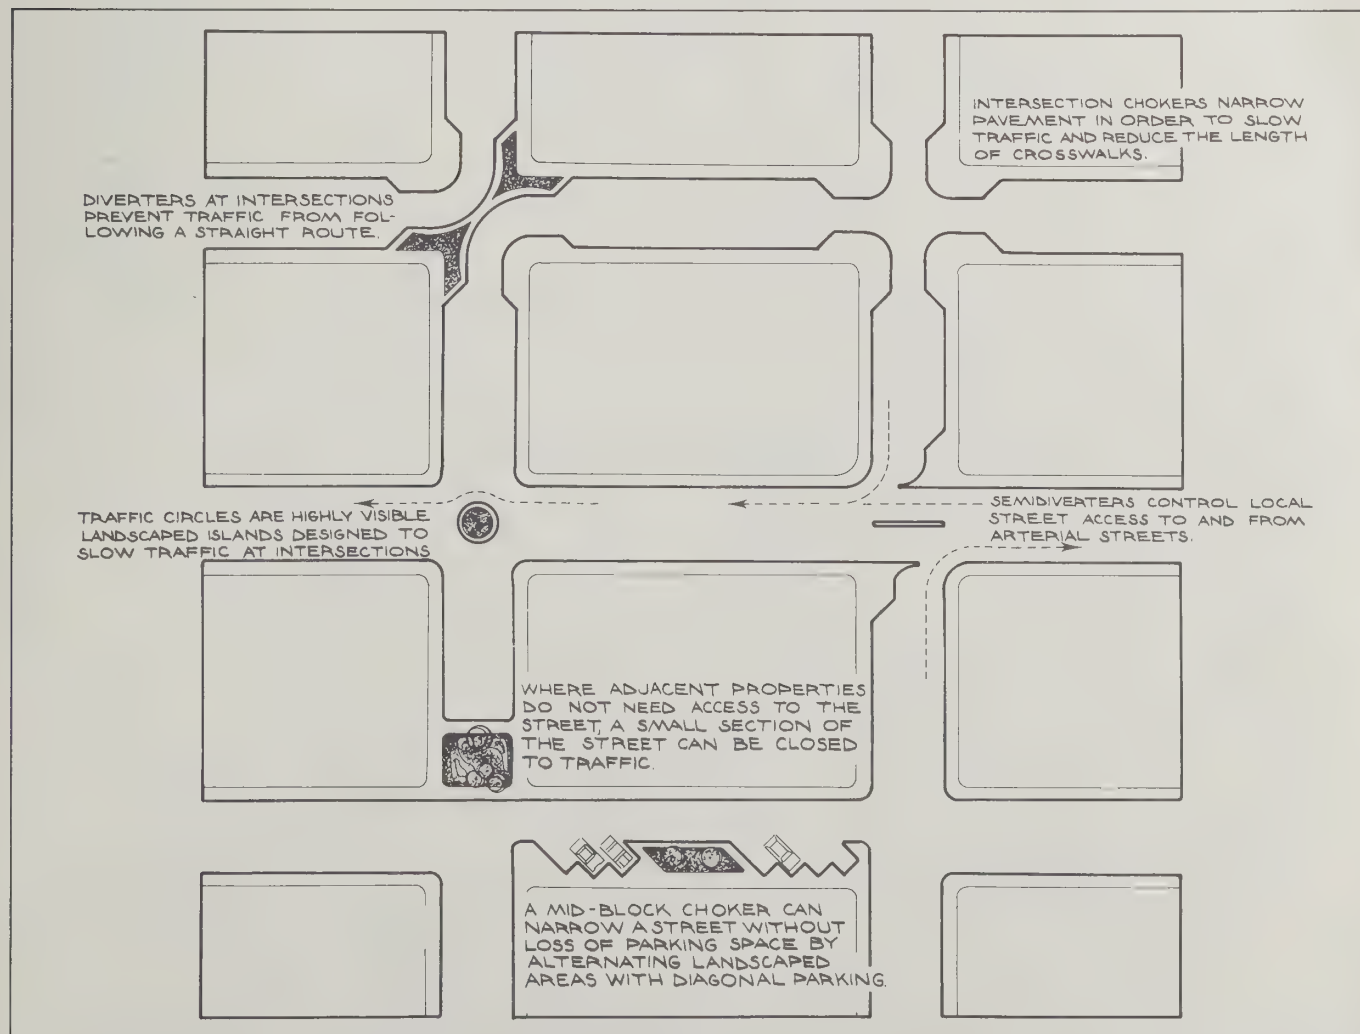 INTERSECTION CHOKERS NARROW
PAVEMENT IN ORDER TO SLOW
TRAFFIC AND REDUCE THE LENGTH
OF CROSSWALKS.
DIVERTERS AT INTERSECTIONS
PREVENT TRAFFIC FROM FOL-
LOWING A STRAIGHT ROUTE.
TRAFFIC CIRCLES ARE HIGHLY VISIBLE
LANDSCAPED ISLANDS DESIGNED TO
SLOW TRAFFIC AT INTERSECTIONS
SEMIDIVERTERS CONTROL LOCAL
STREET ACCESS TO AND FROM
ARTERIAL STREETS.
WHERE ADJACENT PROPERTIES
DO NOT NEED ACCESS TO THE
STREET, A SMALL SECTION OF
THE STREET CAN BE CLOSED
TO TRAFFIC.
A MID-BLOCK CHOKER CAN
NARROW A STREET WITHOUT
LOSS OF PARKING SPACE BY
ALTERNATING LANDSCAPED
AREAS WITH DIAGONAL PARKING.